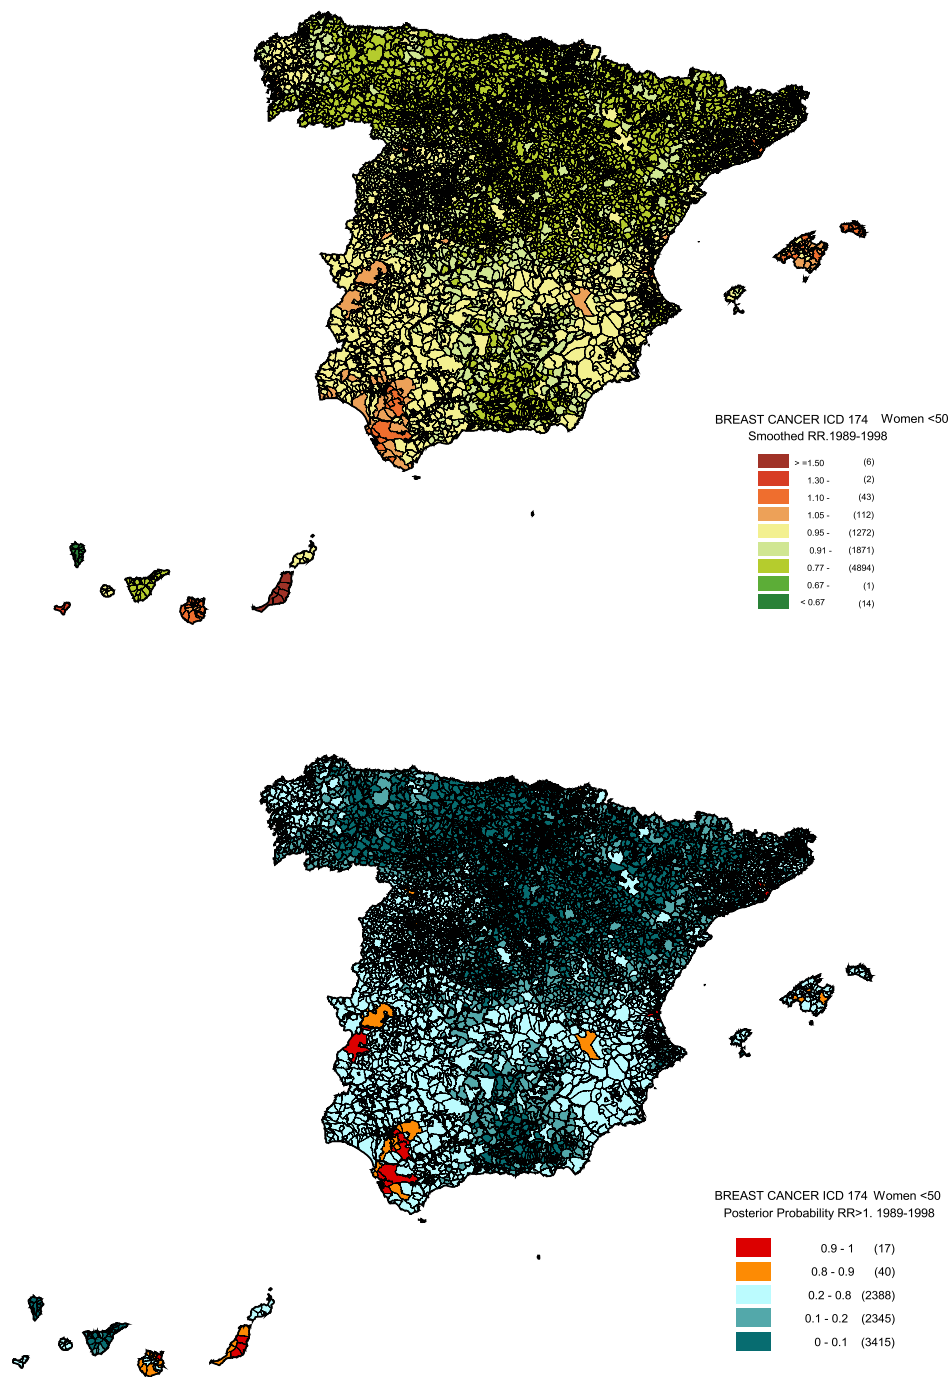 BREAST CANCER ICD 174 Women <50
Smoothed RR.1989-1998
> =1.50 (6)
1.30 - (2)
1.10 - (43)
1.05 - (112)
0.95 - (1272)
0.91 - (1871)
0.77 - (4894)
0.67 - (1)
< 0.67 (14)
BREAST CANCER ICD 174 Women <50
Posterior Probability RR>1. 1989-1998
0.9 - 1 (17)
0.8 - 0.9 (40)
0.2 - 0.8 (2388)
0.1 - 0.2 (2345)
0 - 0.1 (3415)